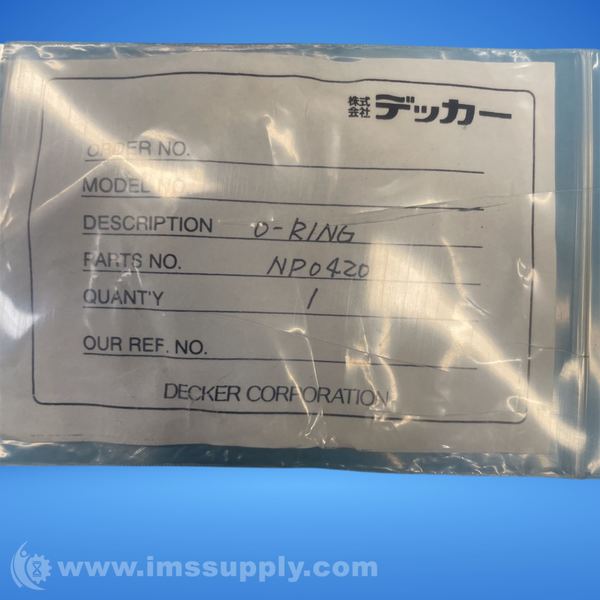 株式会社 デッカー
ORDER NO.
MODEL NO.
DESCRIPTION O-RING
PARTS NO. NP0420
QUANT'Y 1
OUR REF. NO.
DECKER CORPORATION
www.imssupply.com